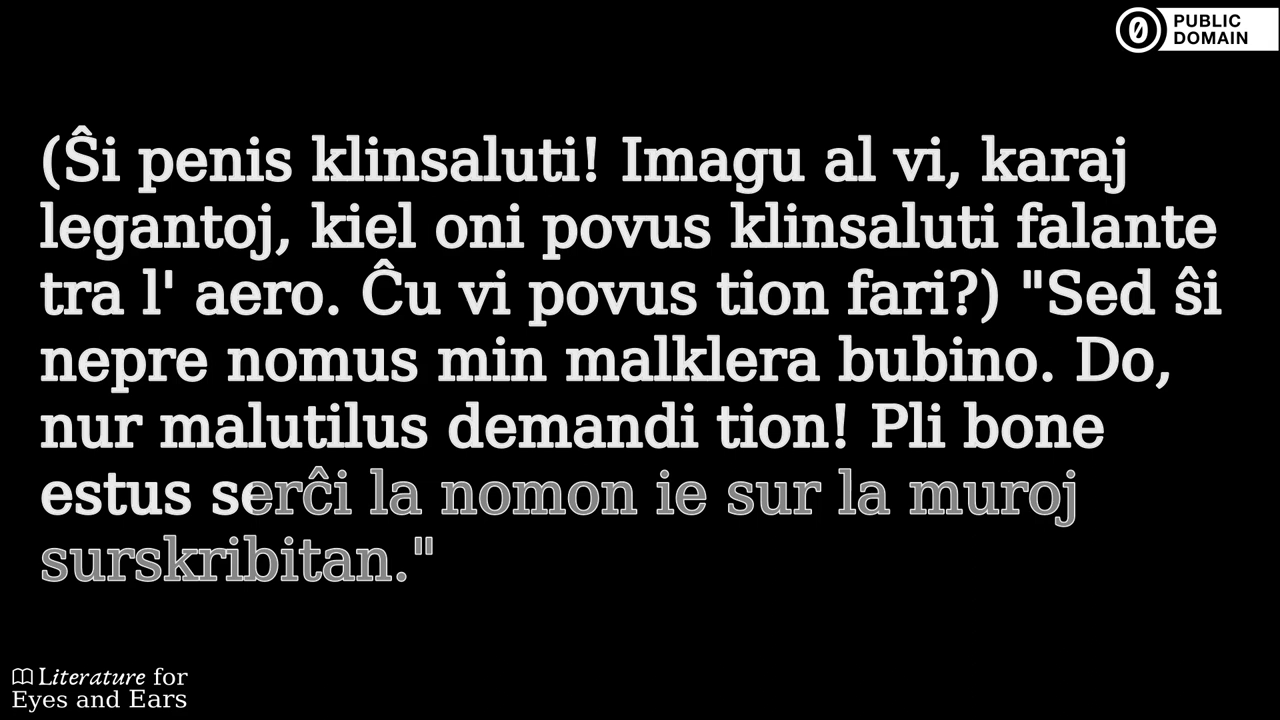 PUBLIC
DOMAIN
(Ŝi penis klinsaluti! Imagu al vi, karaj
legantoj, kiel oni povus klinsaluti falante
tra l' aero. Ĉu vi povus tion fari?) "Sed ŝi
nepre nomus min malklera bubino. Do,
nur malutilus demandi tion! Pli bone
estus serĉi la nomon ie sur la muroj
surskribitan."
Literature for
Eyes and Ears